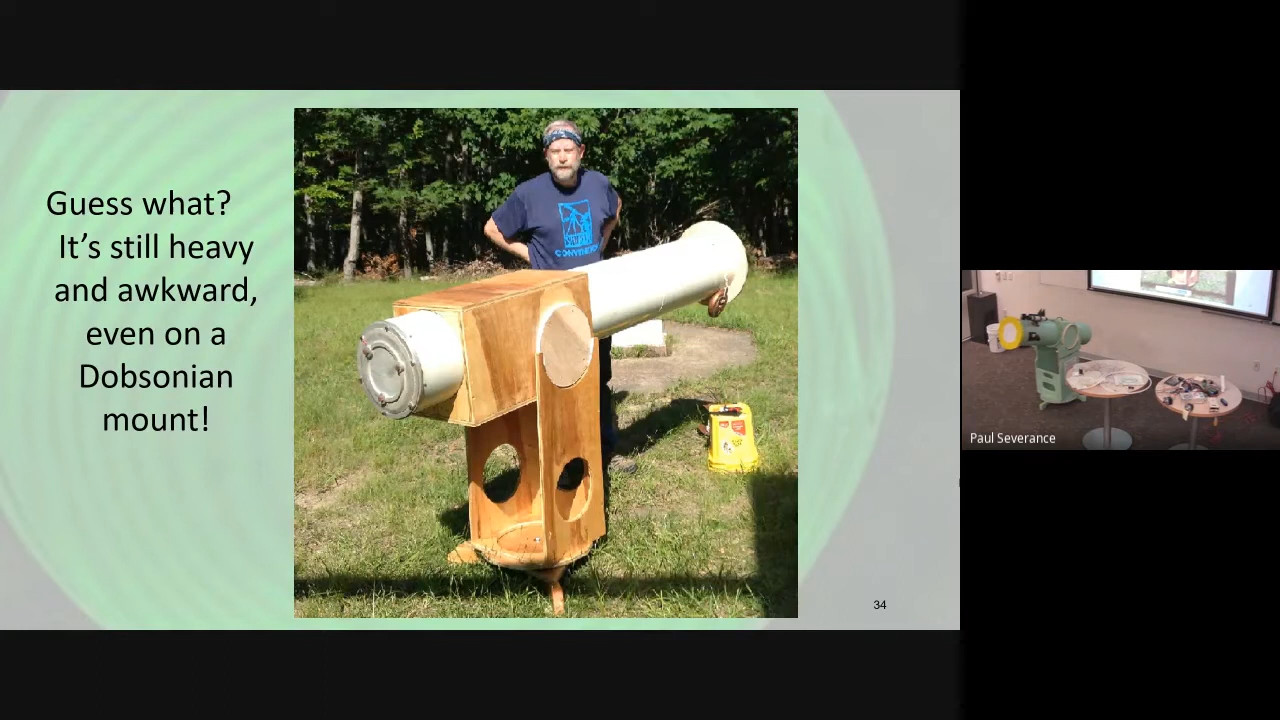 Guess what?
It's still heavy
and awkward,
even on a
Dobsonian
mount!
34
Paul Severance